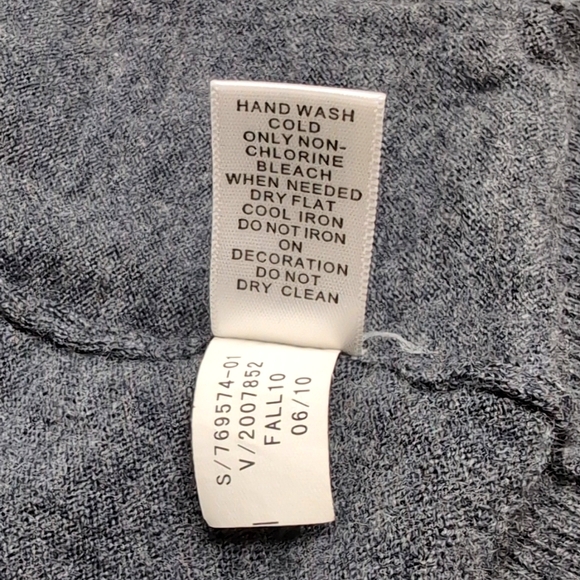 HAND WASH
COLD
ONLY NON-
CHLORINE
BLEACH
WHEN NEEDED
DRY FLAT
COOL IRON
DO NOT IRON
ON
DECORATION
DO NOT
DRY CLEAN
S/769574-01
V/2007852
FALL10
06/10